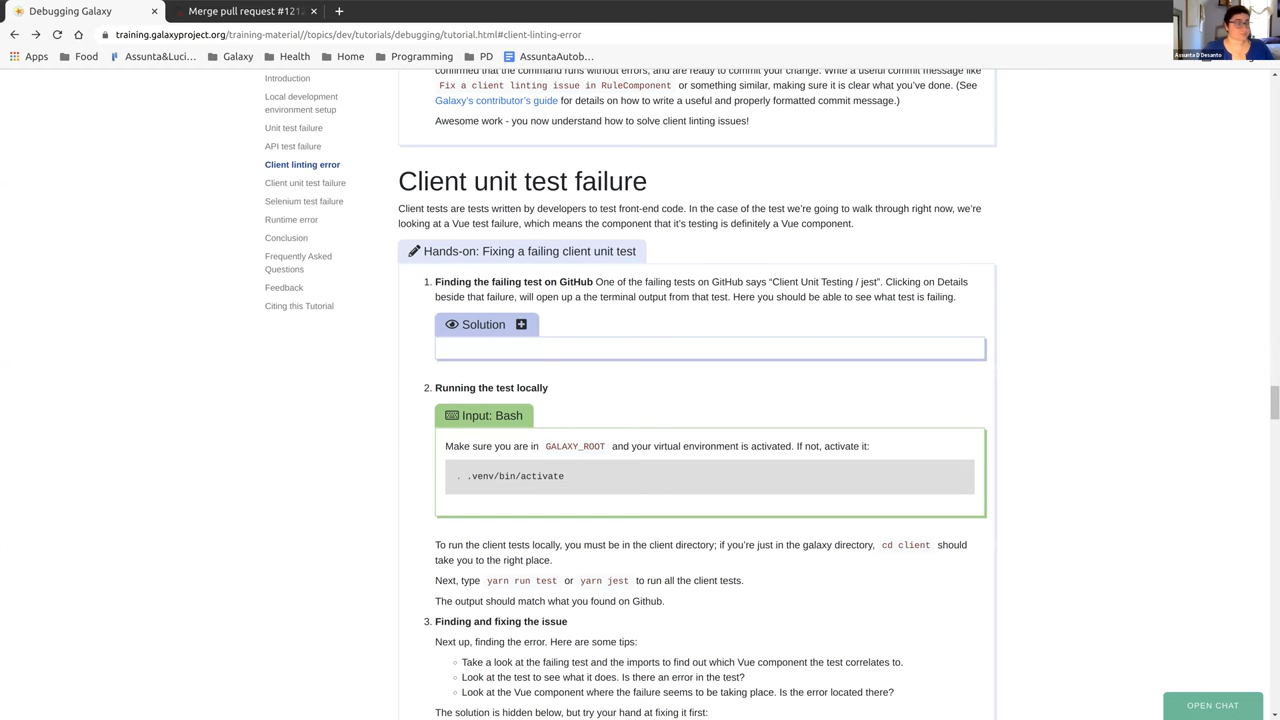 Debugging Galaxy
Merge pull request #121
training.galaxyproject.org/training-material//topics/dev/tutorials/debugging/tutorial.html#client-linting-error
Apps
Food
Assunta&Luci...
Galaxy
Health
Home
Programming
PD
AssuntaAutob...
Assunta D Desanto
Introduction
Local development
environment setup
Unit test failure
API test failure
Client linting error
Client unit test failure
Selenium test failure
Runtime error
Conclusion
Frequently Asked
Questions
Feedback
Citing this Tutorial
confirmed that the command runs without errors, and are ready to commit your change. Write a useful commit message like
Fix a client linting issue in RuleComponent or something similar, making sure it is clear what you've done. (See
Galaxy's contributor's guide for details on how to write a useful and properly formatted commit message.)
Awesome work - you now understand how to solve client linting issues!
Client unit test failure
Client tests are tests written by developers to test front-end code. In the case of the test we're going to walk through right now, we're
looking at a Vue test failure, which means the component that it's testing is definitely a Vue component.
Hands-on: Fixing a failing client unit test
1. Finding the failing test on GitHub One of the failing tests on GitHub says “Client Unit Testing / jest”. Clicking on Details
beside that failure, will open up a the terminal output from that test. Here you should be able to see what test is failing.
Solution
2. Running the test locally
Input: Bash
Make sure you are in GALAXY_ROOT and your virtual environment is activated. If not, activate it:
. .venv/bin/activate
To run the client tests locally, you must be in the client directory; if you're just in the galaxy directory, cd client should
take you to the right place.
Next, type yarn run test or yarn jest to run all the client tests.
The output should match what you found on Github.
3. Finding and fixing the issue
Next up, finding the error. Here are some tips:
Take a look at the failing test and the imports to find out which Vue component the test correlates to.
Look at the test to see what it does. Is there an error in the test?
Look at the Vue component where the failure seems to be taking place. Is the error located there?
The solution is hidden below, but try your hand at fixing it first:
OPEN CHAT